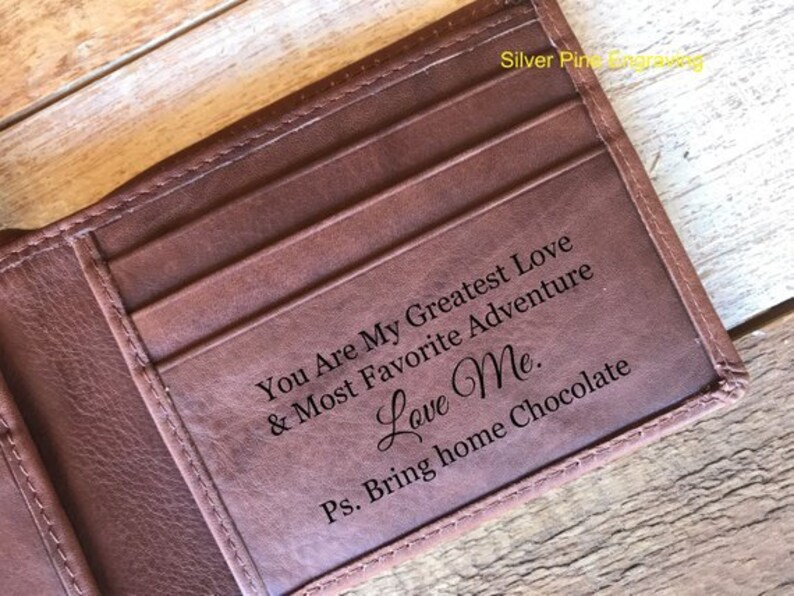 Silver Pine Engraving
You Are My Greatest Love
& Most Favorite Adventure
Love Me.
Ps. Bring home Chocolate